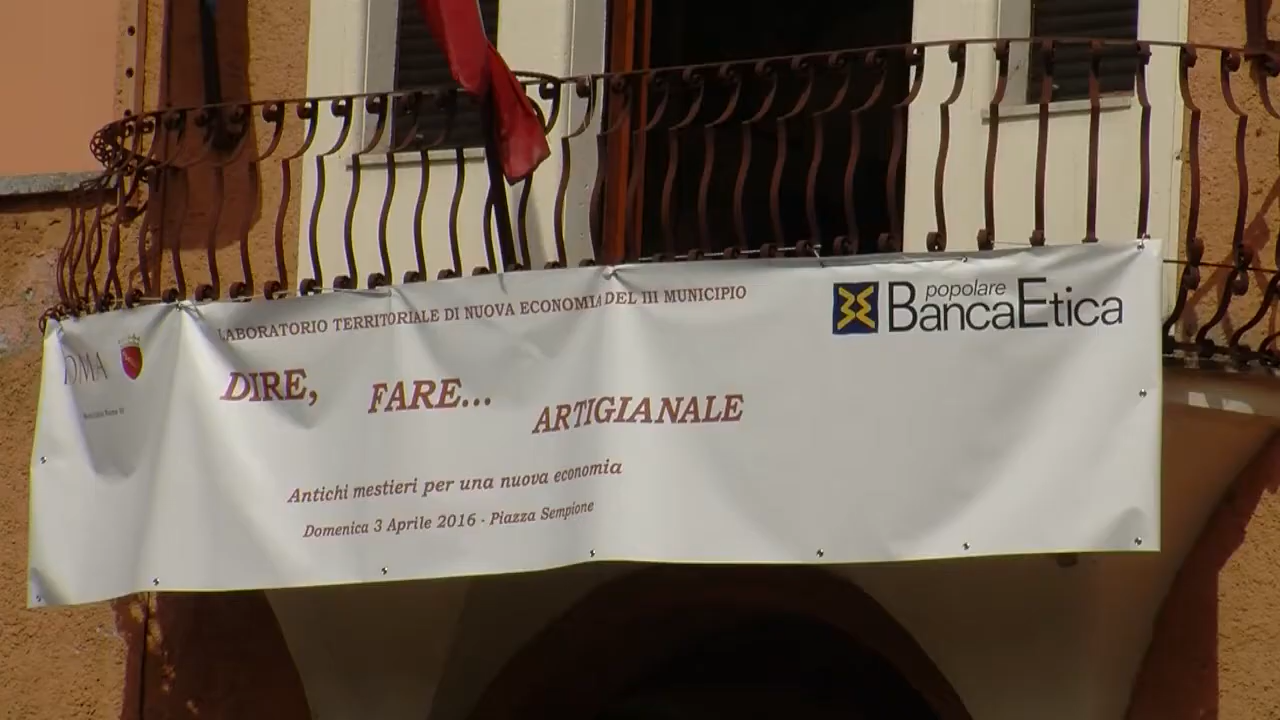 LABORATORIO TERRITORIALE DI NUOVA ECONOMIA DEL III MUNICIPIO
popolare
BancaEtica
OMA
DIRE, FARE...
ARTIGIANALE
Antichi mestieri per una nuova economia
Domenica 3 Aprile 2016 - Piazza Sempione